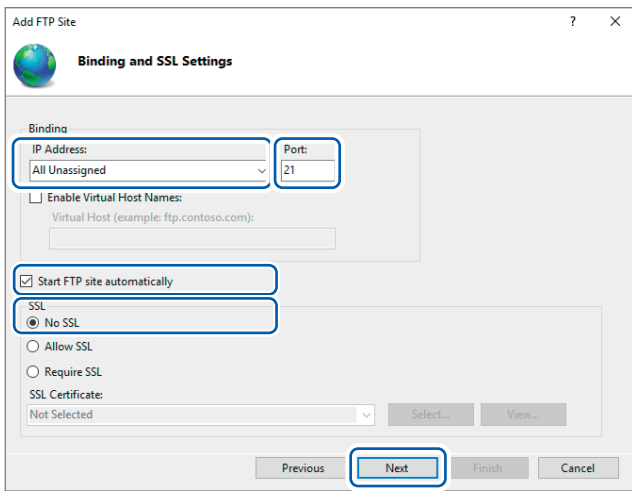 Add FTP Site ? ×
Binding and SSL Settings
Binding
IP Address: Port:
All Unassigned 21
Enable Virtual Host Names:
Virtual Host (example: ftp.contoso.com):
Start FTP site automatically
SSL
No SSL
Allow SSL
Require SSL
SSL Certificate:
Not Selected Select... View...
Previous Next Finish Cancel